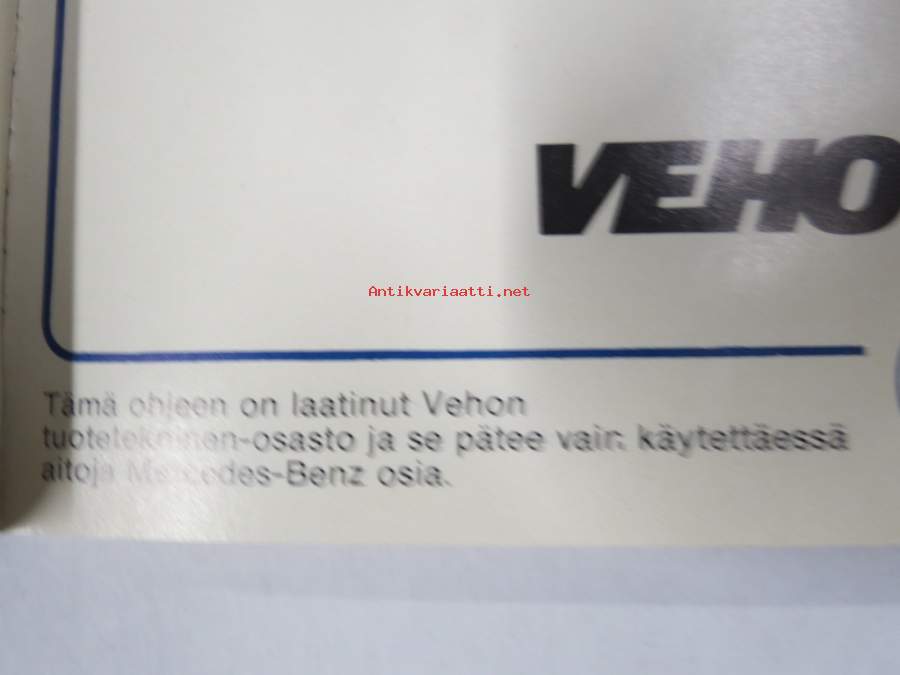 VEHO
Antikvariaatti.net
Tämä ohjeen on laatinut Vehon
tuotetekninen-osasto ja se pätee vain käytettäessä
aitoja Mercedes-Benz osia.